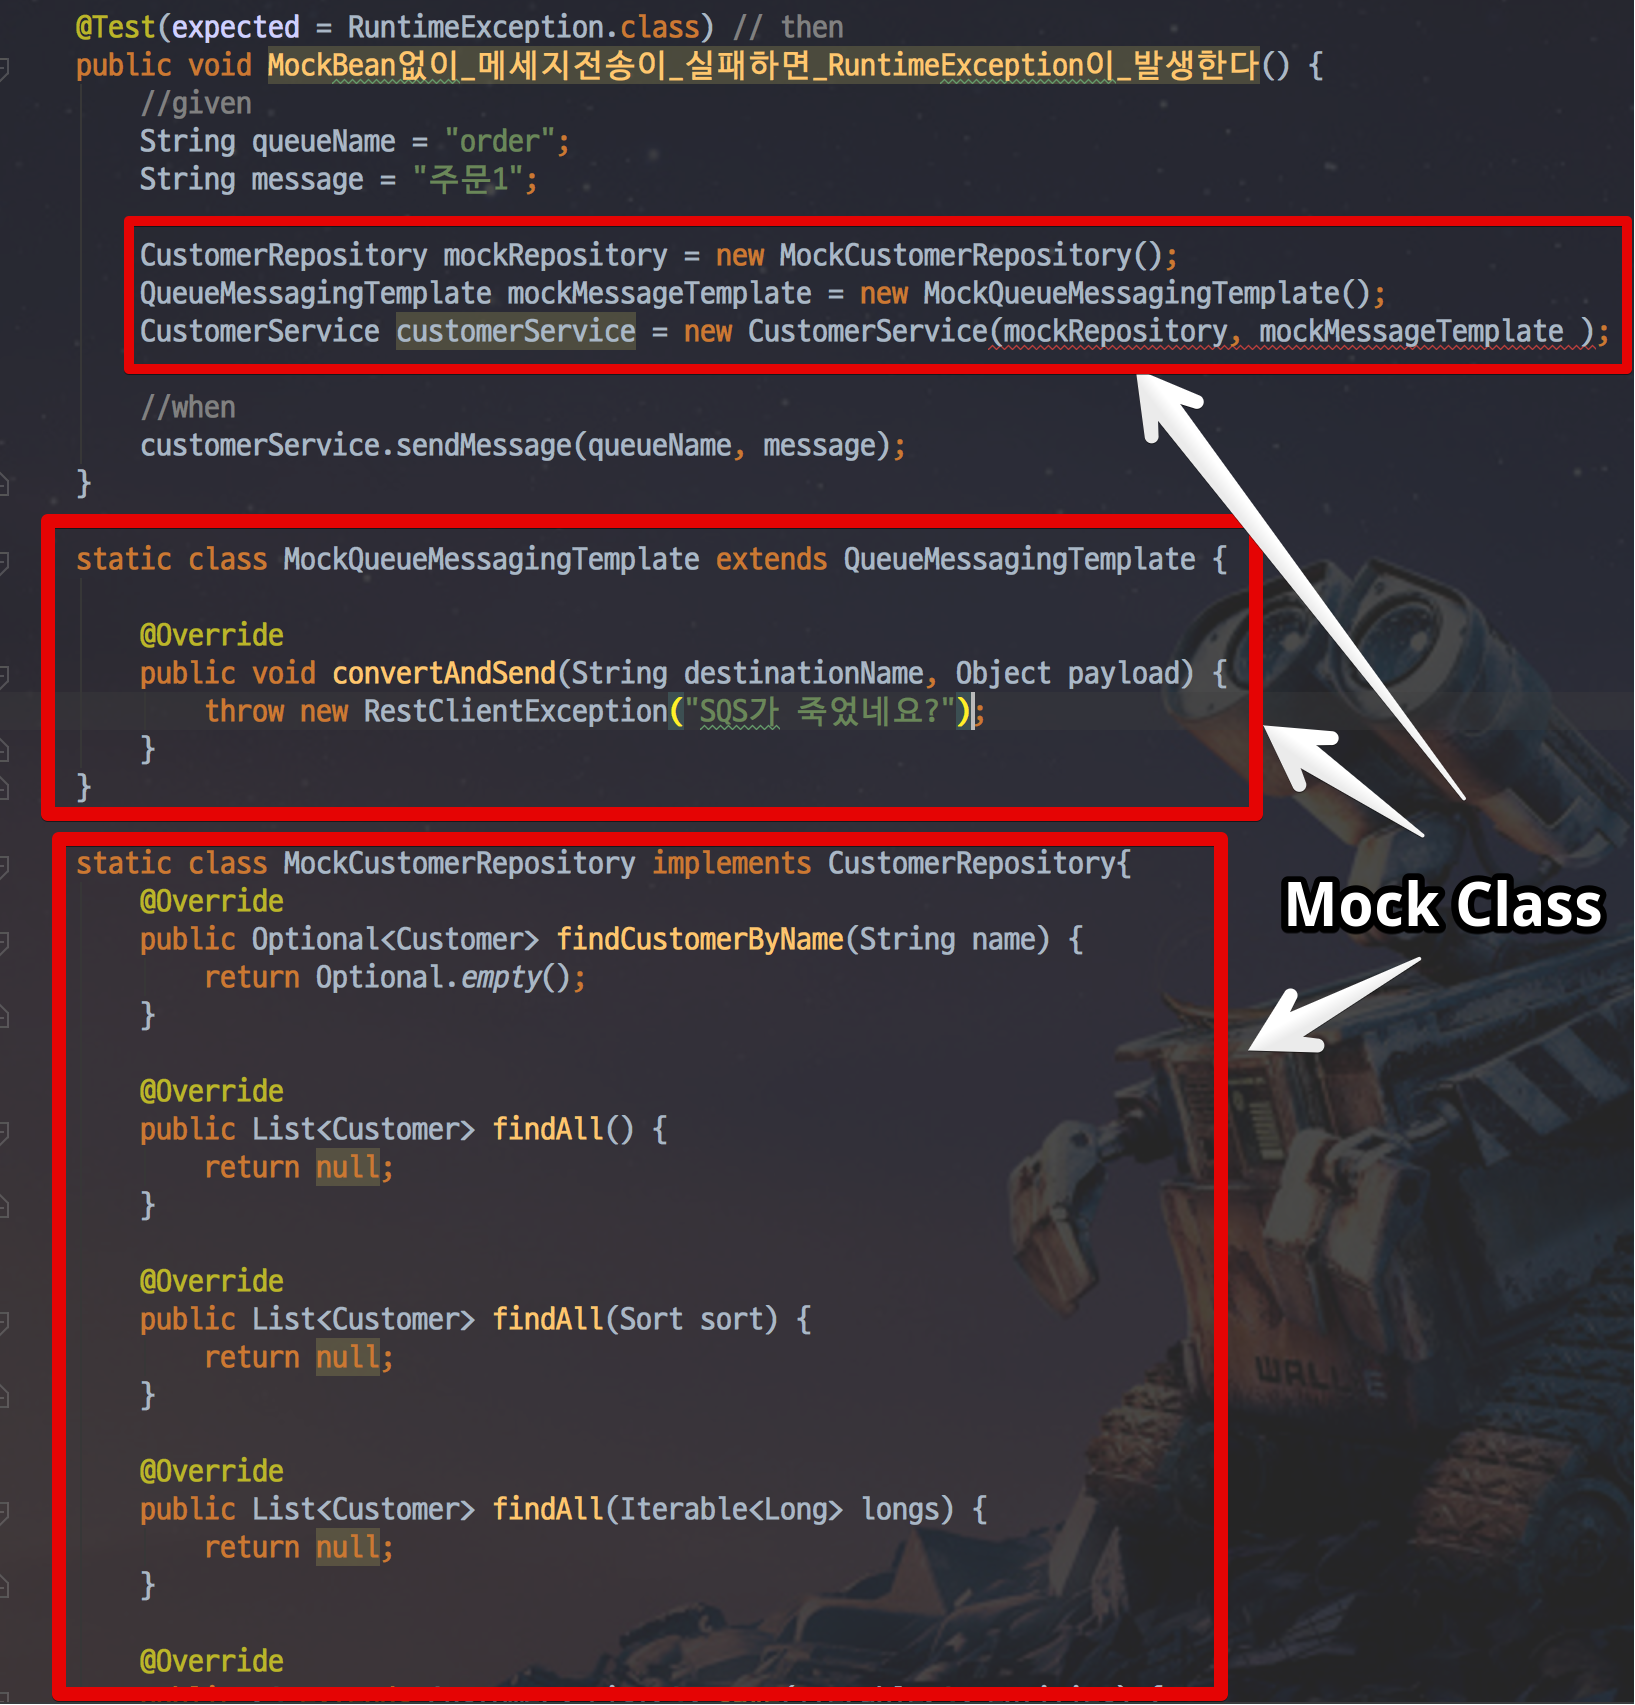 @Test(expected = RuntimeException.class) // then
public void MockBean없이_메세지전송이_실패하면_RuntimeException이_발생한다() {
//given
String queueName = "order";
String message = "주문1";
CustomerRepository mockRepository = new MockCustomerRepository();
QueueMessagingTemplate mockMessageTemplate = new MockQueueMessagingTemplate();
CustomerService customerService = new CustomerService(mockRepository, mockMessageTemplate );
//when
customerService.sendMessage(queueName, message);
}
static class MockQueueMessagingTemplate extends QueueMessagingTemplate {
@Override
public void convertAndSend(String destinationName, Object payload) {
throw new RestClientException("SQS가 죽었네요?");
}
}
static class MockCustomerRepository implements CustomerRepository{
@Override
public Optional<Customer> findCustomerByName(String name) {
return Optional.empty();
}
Mock Class
@Override
public List<Customer> findAll() {
return null;
}
@Override
public List<Customer> findAll(Sort sort) {
return null;
}
WALL E
@Override
public List<Customer> findAll(Iterable<Long> longs) {
return null;
}
@Override